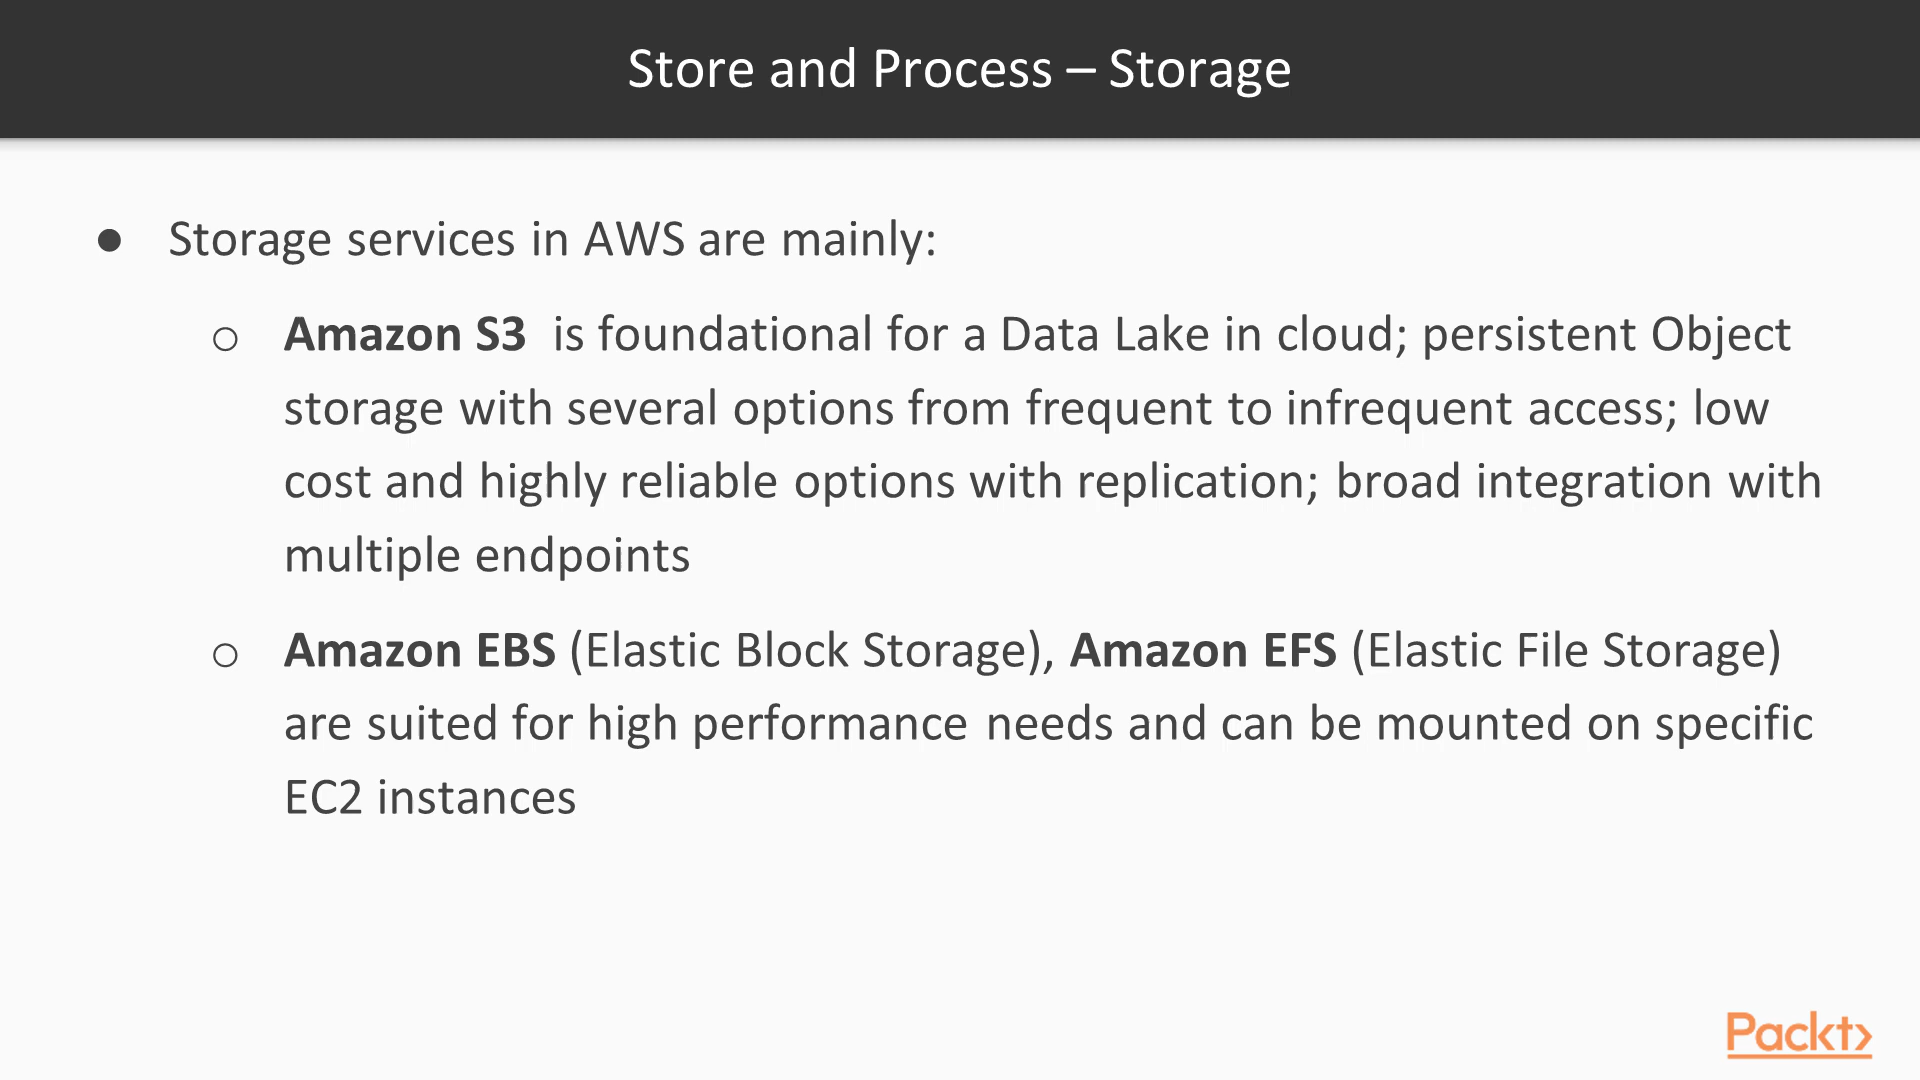 Store and Process – Storage
● Storage services in AWS are mainly:
○ Amazon S3 is foundational for a Data Lake in cloud; persistent Object
storage with several options from frequent to infrequent access; low
cost and highly reliable options with replication; broad integration with
multiple endpoints
○ Amazon EBS (Elastic Block Storage), Amazon EFS (Elastic File Storage)
are suited for high performance needs and can be mounted on specific
EC2 instances
Packt>